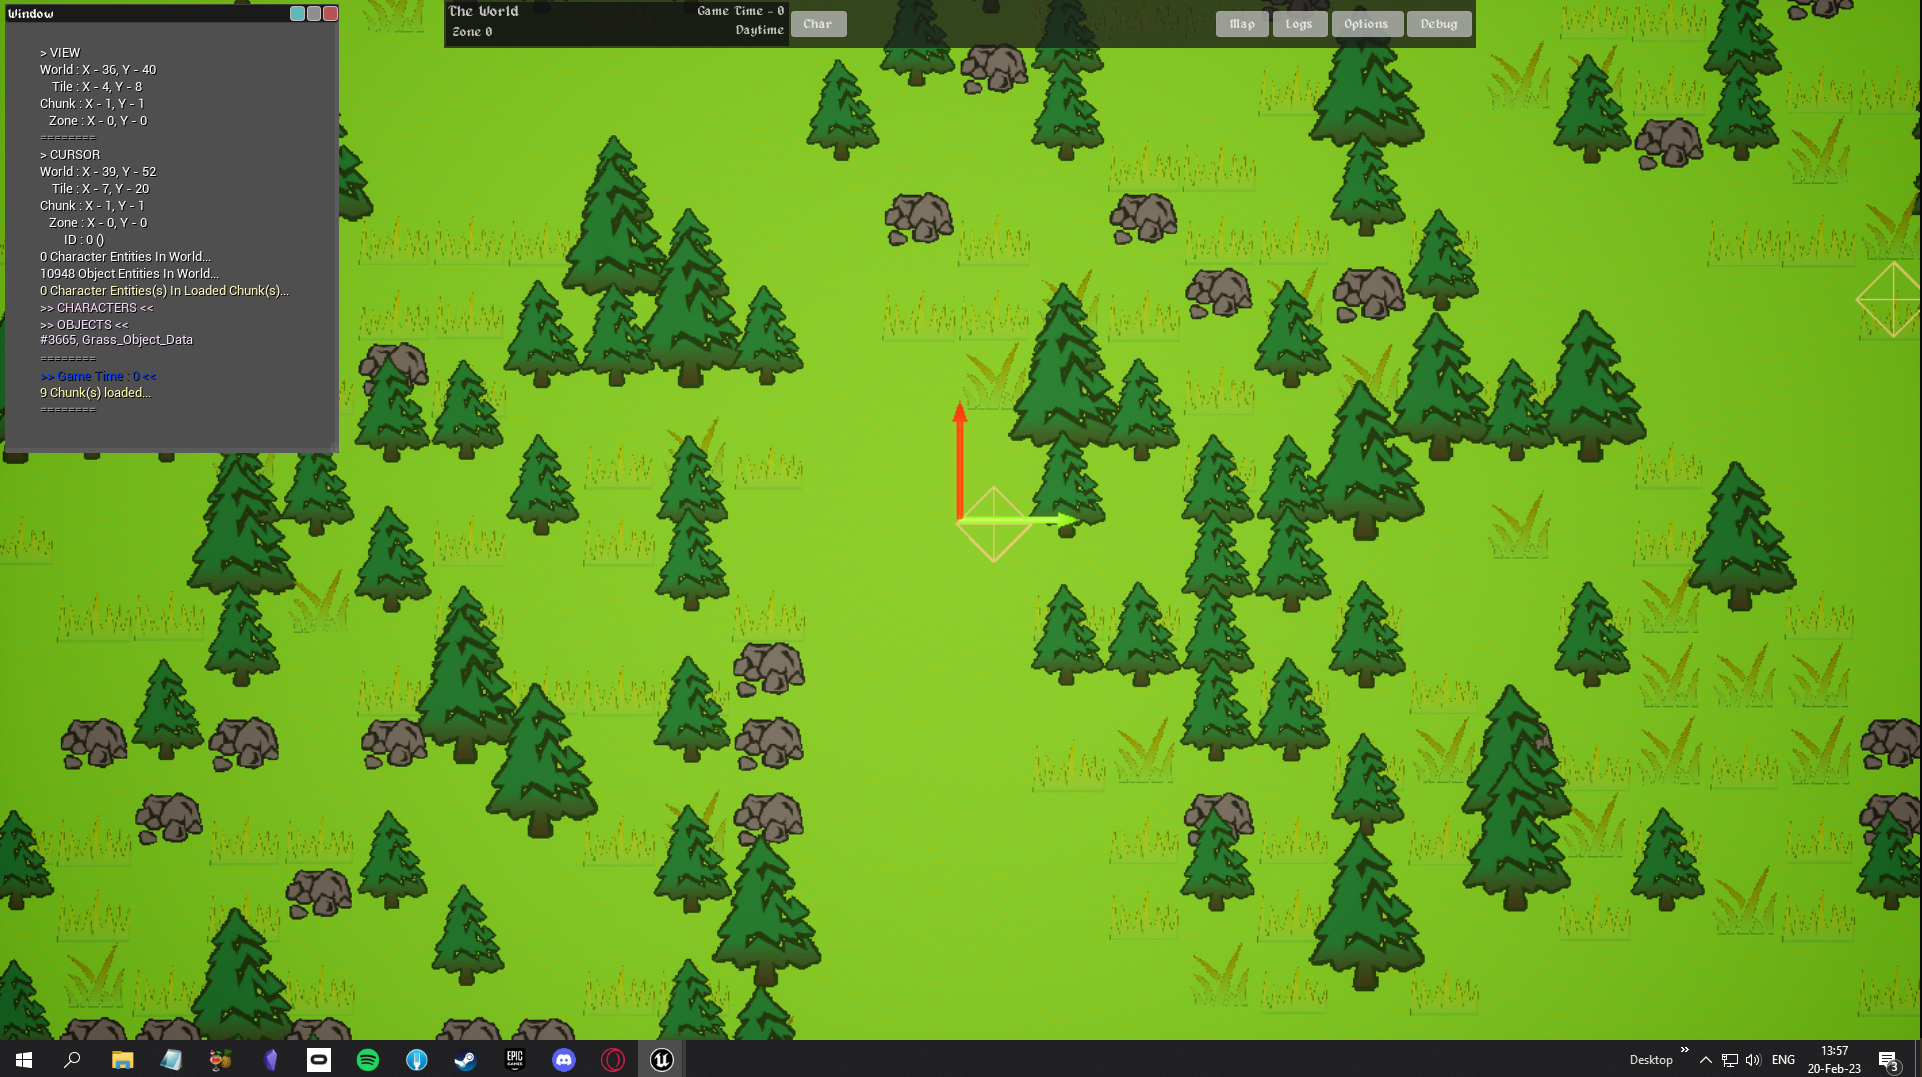 Window
> VIEW
World : X - 36, Y - 40
Tile : X - 4, Y - 8
Chunk : X - 1, Y - 1
Zone : X - 0, Y - 0
========
> CURSOR
World : X - 39, Y - 52
Tile : X - 7, Y - 20
Chunk : X - 1, Y - 1
Zone : X - 0, Y - 0
ID : 0 ()
0 Character Entities In World...
10948 Object Entities In World...
0 Character Entities(s) In Loaded Chunk(s)...
>> CHARACTERS <<
>> OBJECTS <<
#3665, Grass_Object_Data
========
>> Game Time : 0 <<
9 Chunk(s) loaded...
========
The World
Game Time - 0
Zone 0
Daytime
Char
Map
Logs
Options
Debug
EPIC
GAMES
Desktop
»
ENG
13:57
20-Feb-23
3